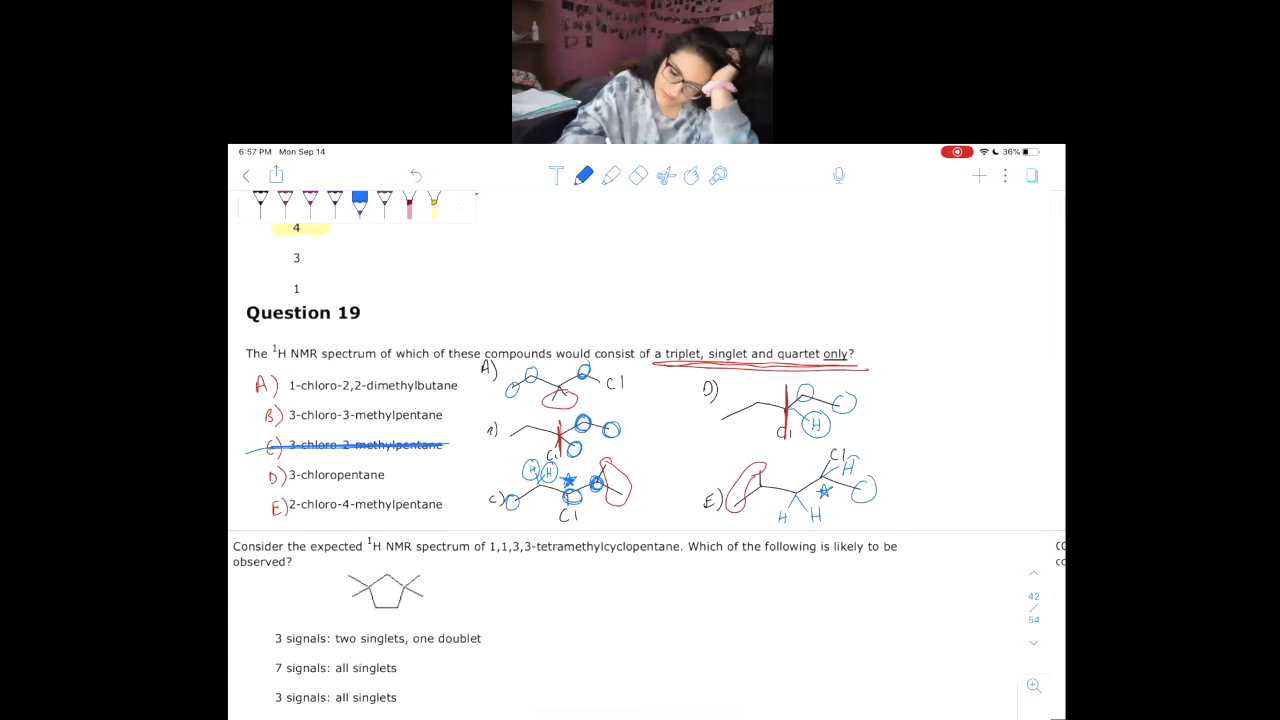 6:57 PM Mon Sep 14
36%
T
4
3
1
Question 19
The 1H NMR spectrum of which of these compounds would consist of a triplet, singlet and quartet only?
A) 1-chloro-2,2-dimethylbutane
B) 3-chloro-3-methylpentane
C) 3-chloro-2-methylpentane
D) 3-chloropentane
E) 2-chloro-4-methylpentane
A)
Cl
Cl
C)
H H
Cl
D)
Cl
H
E)
Cl
H
H H
Consider the expected 1H NMR spectrum of 1,1,3,3-tetramethylcyclopentane. Which of the following is likely to be
observed?
3 signals: two singlets, one doublet
7 signals: all singlets
3 signals: all singlets
42
/
54